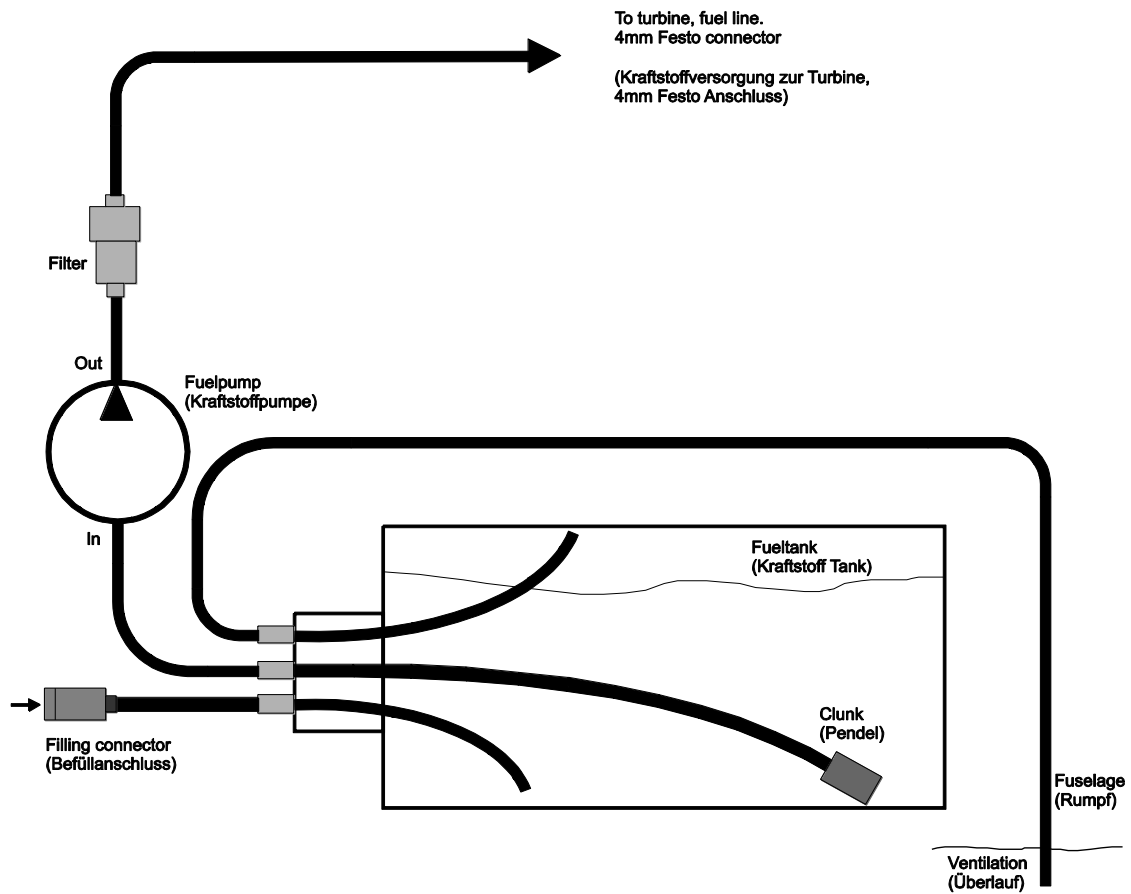 To turbine, fuel line.
4mm Festo connector
(Kraftstoffversorgung zur Turbine,
4mm Festo Anschluss)
Filter
Out
Fuelpump
(Kraftstoffpumpe)
In
Fueltank
(Kraftstoff Tank)
Clunk
(Pendel)
Filling connector
(Befüllanschluss)
Fuselage
(Rumpf)
Ventilation
(Überlauf)